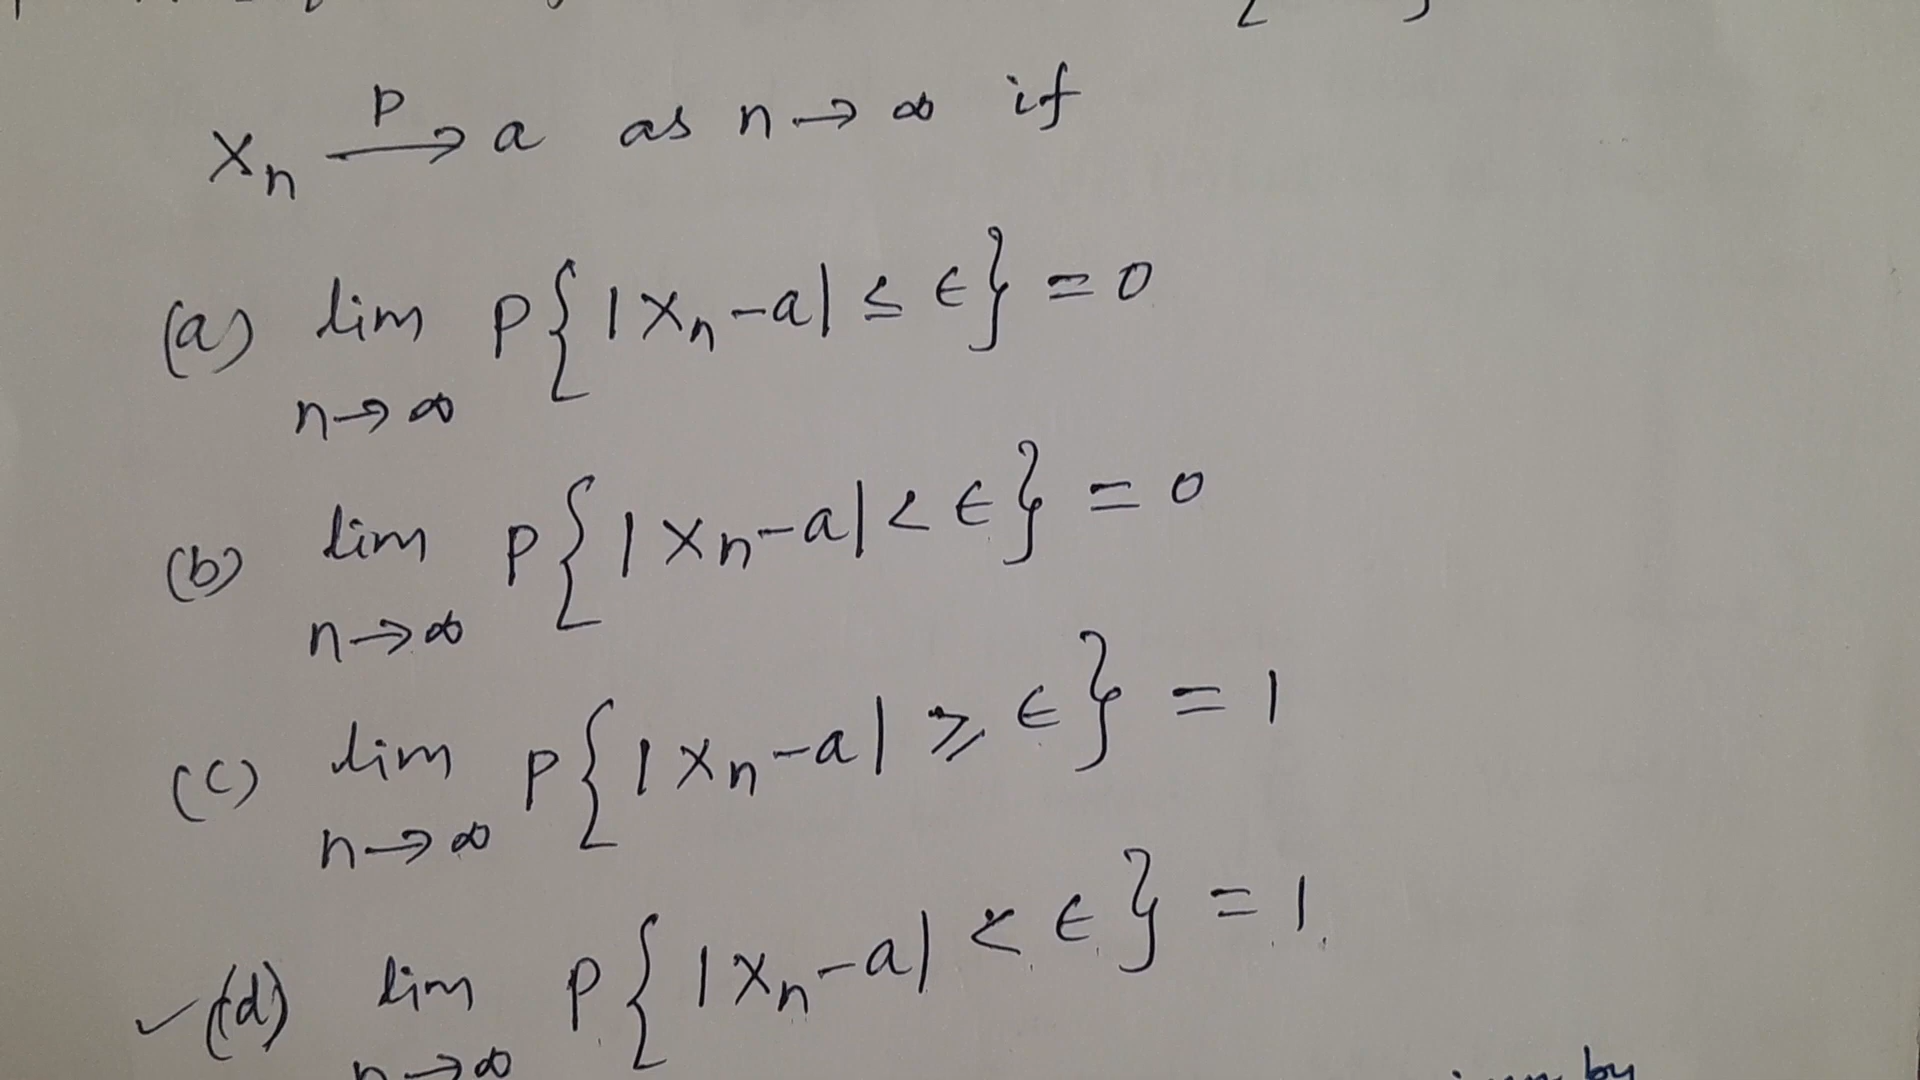 Xn P→ a as n → ∞ if
(a) lim P{|Xn-a| ≤ ϵ} = 0
n→∞
(b) lim P{|Xn-a| < ϵ} = 0
n→∞
(c) lim P{|Xn-a| ≥ ϵ} = 1
n→∞
✓(d) lim P{|Xn-a| < ϵ} = 1.
n→∞
by